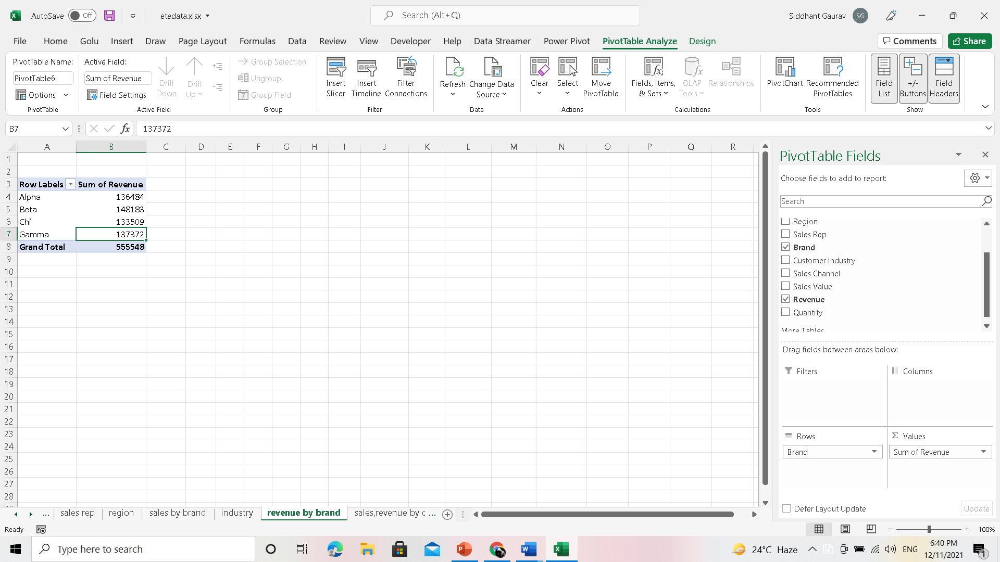 AutoSave Off etedata.xlsx Search (Alt+Q) Siddhant Gaurav SG
File Home Golu Insert Draw Page Layout Formulas Data Review View Developer Help Data Streamer Power Pivot PivotTable Analyze Design Comments Share
PivotTable Name:
PivotTable6
Options
PivotTable
Active Field:
Sum of Revenue
Field Settings
Drill Down
Drill Up
Active Field
Group Selection
Ungroup
Group Field
Group
Insert Slicer
Insert Timeline
Filter Connections
Filter
Refresh
Change Data Source
Data
Clear
Select
Move PivotTable
Actions
Fields, Items, & Sets
OLAP Tools
Relationships
Calculations
PivotChart
Recommended PivotTables
Tools
Field List
+/- Buttons
Field Headers
Show
B7 fx 137372
A B C D E F G H I J K L M N O P Q R
1
2
3 Row Labels Sum of Revenue
4 Alpha 136484
5 Beta 148183
6 Chi 133509
7 Gamma 137372
8 Grand Total 555548
9
10
11
12
13
14
15
16
17
18
19
20
21
22
23
24
25
26
27
28
PivotTable Fields
Choose fields to add to report:
Search
Region
Sales Rep
Brand
Customer Industry
Sales Channel
Sales Value
Revenue
Quantity
More Tables
Drag fields between areas below:
Filters
Columns
Rows
Brand
Σ Values
Sum of Revenue
Defer Layout Update Update
... sales rep region sales by brand industry revenue by brand sales,revenue by c ...
Ready 100%
Type here to search 24°C Haze ENG 6:40 PM
12/11/2021 1